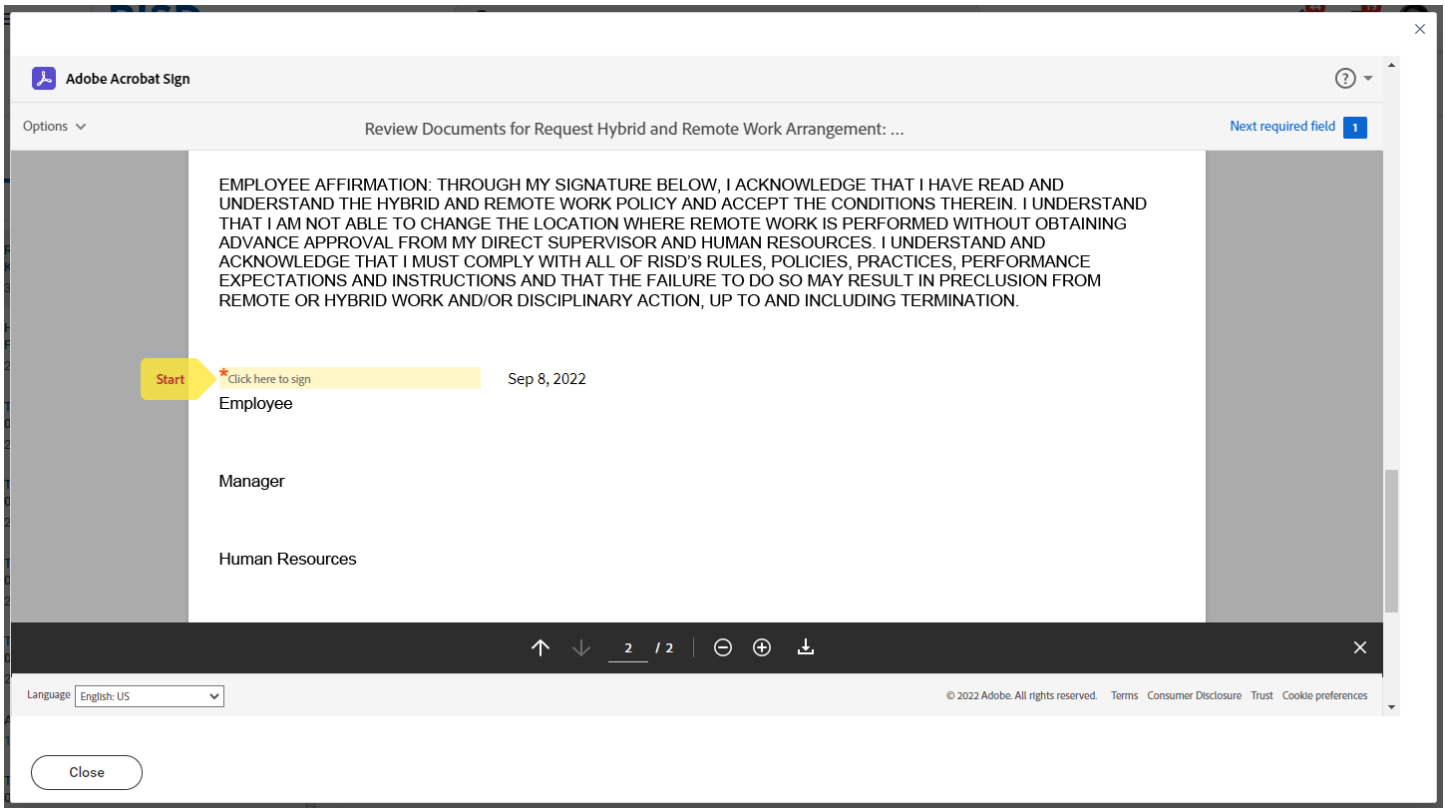 Adobe Acrobat Sign
Options
Review Documents for Request Hybrid and Remote Work Arrangement: ...
Next required field 1
EMPLOYEE AFFIRMATION: THROUGH MY SIGNATURE BELOW, I ACKNOWLEDGE THAT I HAVE READ AND
UNDERSTAND THE HYBRID AND REMOTE WORK POLICY AND ACCEPT THE CONDITIONS THEREIN. I UNDERSTAND
THAT I AM NOT ABLE TO CHANGE THE LOCATION WHERE REMOTE WORK IS PERFORMED WITHOUT OBTAINING
ADVANCE APPROVAL FROM MY DIRECT SUPERVISOR AND HUMAN RESOURCES. I UNDERSTAND AND
ACKNOWLEDGE THAT I MUST COMPLY WITH ALL OF RISD'S RULES, POLICIES, PRACTICES, PERFORMANCE
EXPECTATIONS AND INSTRUCTIONS AND THAT THE FAILURE TO DO SO MAY RESULT IN PRECLUSION FROM
REMOTE OR HYBRID WORK AND/OR DISCIPLINARY ACTION, UP TO AND INCLUDING TERMINATION.
Start *Click here to sign Sep 8, 2022
Employee
Manager
Human Resources
2 / 2
Language English: US © 2022 Adobe. All rights reserved. Terms Consumer Disclosure Trust Cookie preferences
Close